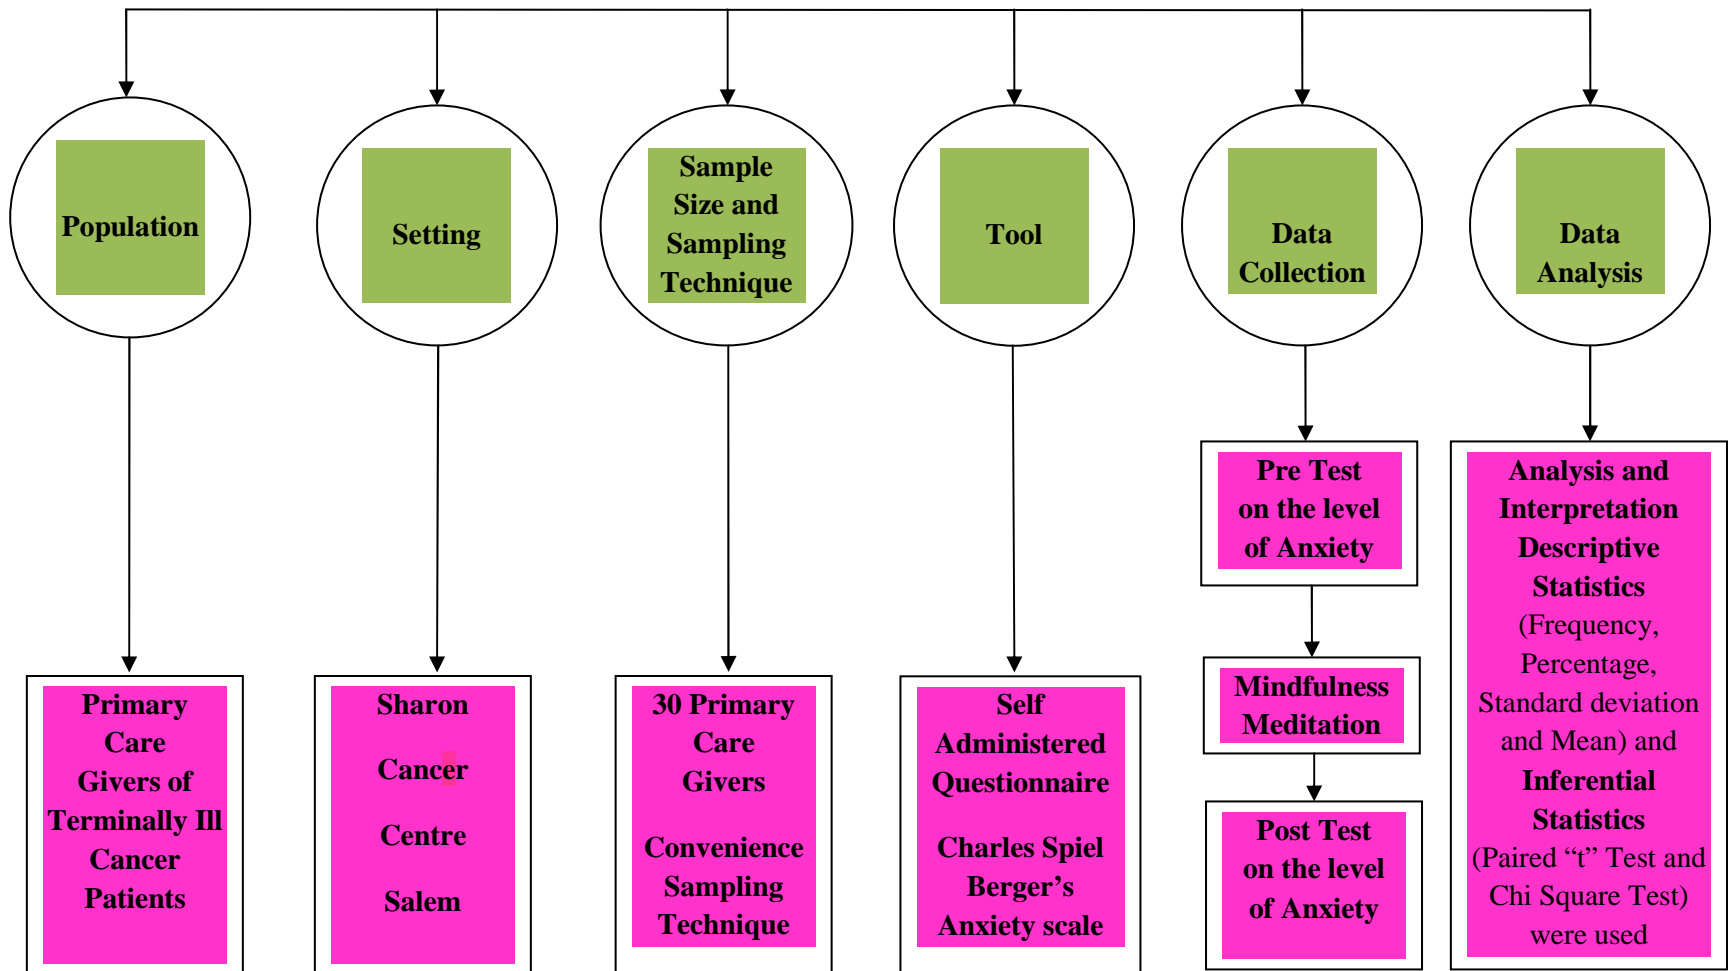 Population
Setting
Sample
Size and
Sampling
Technique
Tool
Data
Collection
Data
Analysis
Primary
Care
Givers of
Terminally Ill
Cancer
Patients
Sharon
Cancer
Centre
Salem
30 Primary
Care
Givers
Convenience
Sampling
Technique
Self
Administered
Questionnaire
Charles Spiel
Berger’s
Anxiety scale
Pre Test
on the level
of Anxiety
Mindfulness
Meditation
Post Test
on the level
of Anxiety
Analysis and
Interpretation
Descriptive
Statistics
(Frequency,
Percentage,
Standard deviation
and Mean) and
Inferential
Statistics
(Paired “t” Test and
Chi Square Test)
were used